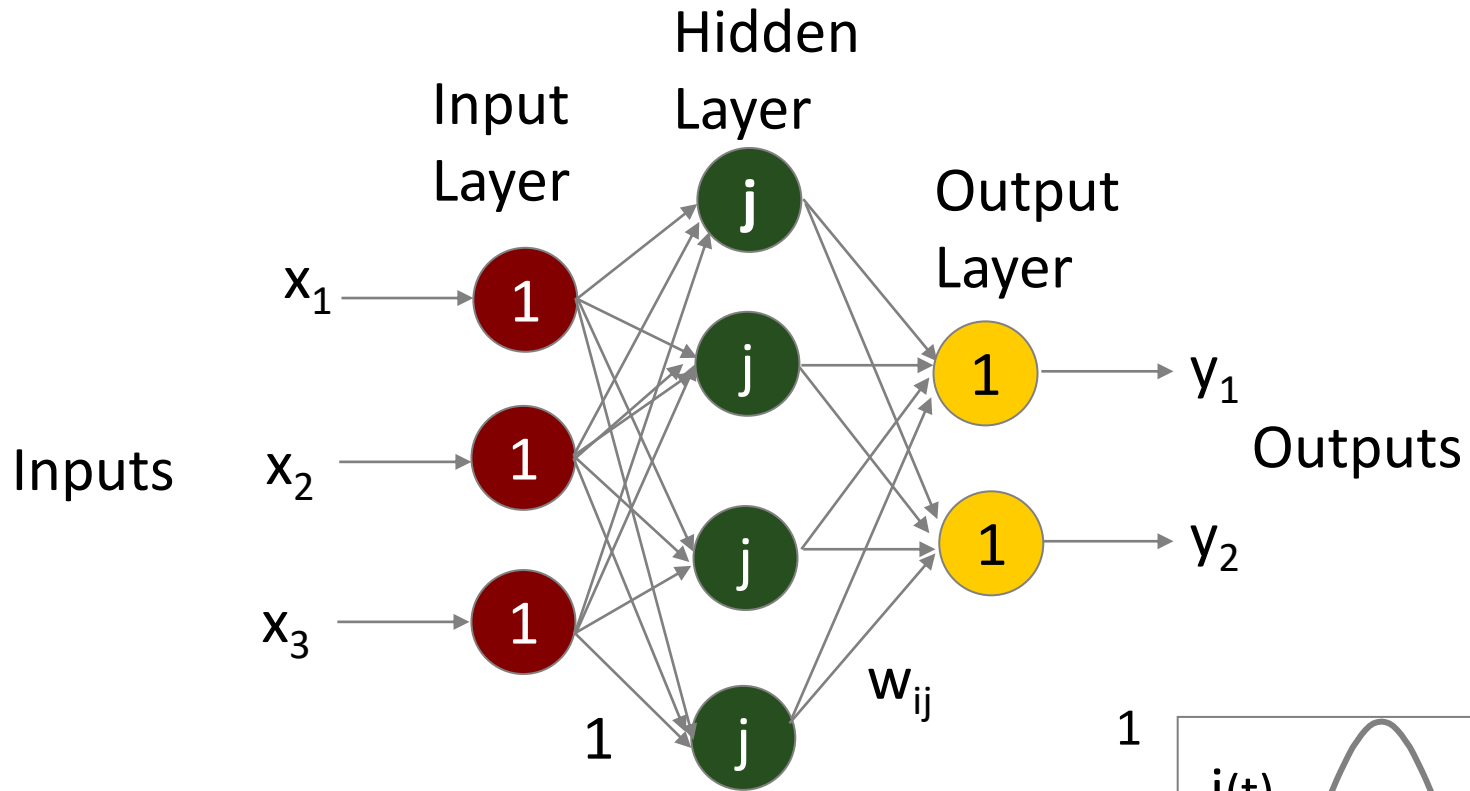 Hidden
Layer
Input
Layer
Output
Layer
j
x1
1
j
1
y1
Inputs
x2
1
Outputs
j
1
y2
x3
1
wij
1
j
1
j(t)